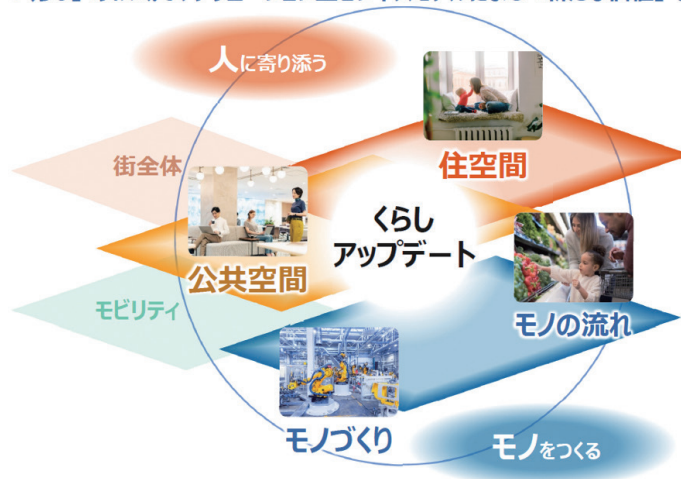 人に寄り添う
住空間
街全体
くらし
アップデート
公共空間
モビリティ
モノの流れ
モノづくり
モノをつくる